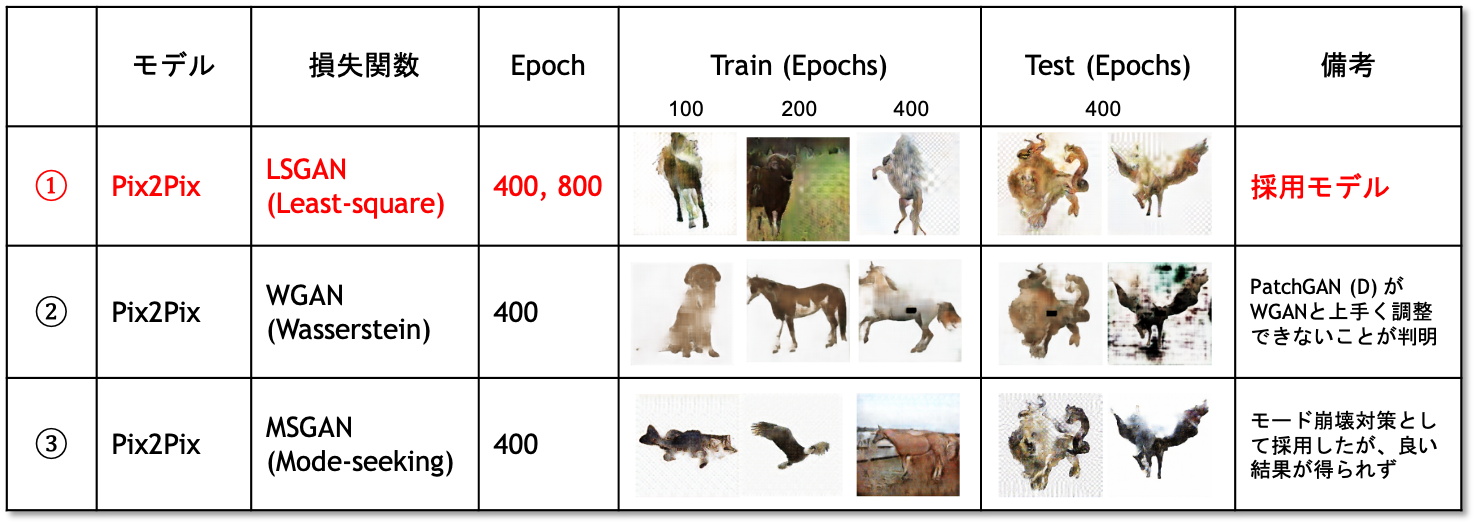 モデル
損失関数
Epoch
Train (Epochs)
100 200 400
Test (Epochs)
400
備考
①
Pix2Pix
LSGAN
(Least-square)
400, 800
採用モデル
②
Pix2Pix
WGAN
(Wasserstein)
400
PatchGAN (D) が
WGANと上手く調整
できないことが判明
③
Pix2Pix
MSGAN
(Mode-seeking)
400
モード崩壊対策とし
て採用したが、良い
結果が得られず